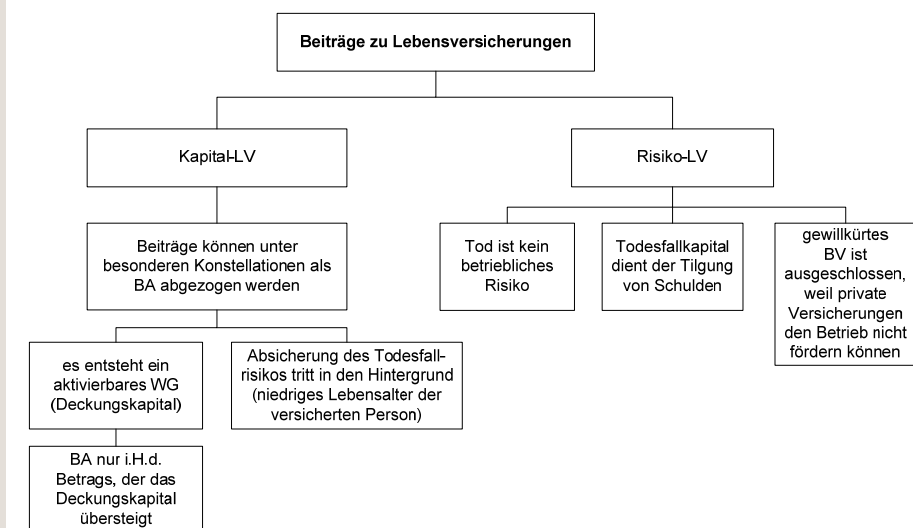 Beiträge zu Lebensversicherungen
Kapital-LV
Risiko-LV
Beiträge können unter
besonderen Konstellationen als
BA abgezogen werden
Tod ist kein
betriebliches
Risiko
Todesfallkapital
dient der Tilgung
von Schulden
gewillkürtes
BV ist
ausgeschlossen,
weil private
Versicherungen
den Betrieb nicht
fördern können
es entsteht ein
aktivierbares WG
(Deckungskapital)
Absicherung des Todesfall-
risikos tritt in den Hintergrund
(niedriges Lebensalter der
versicherten Person)
BA nur i.H.d.
Betrags, der das
Deckungskapital
übersteigt